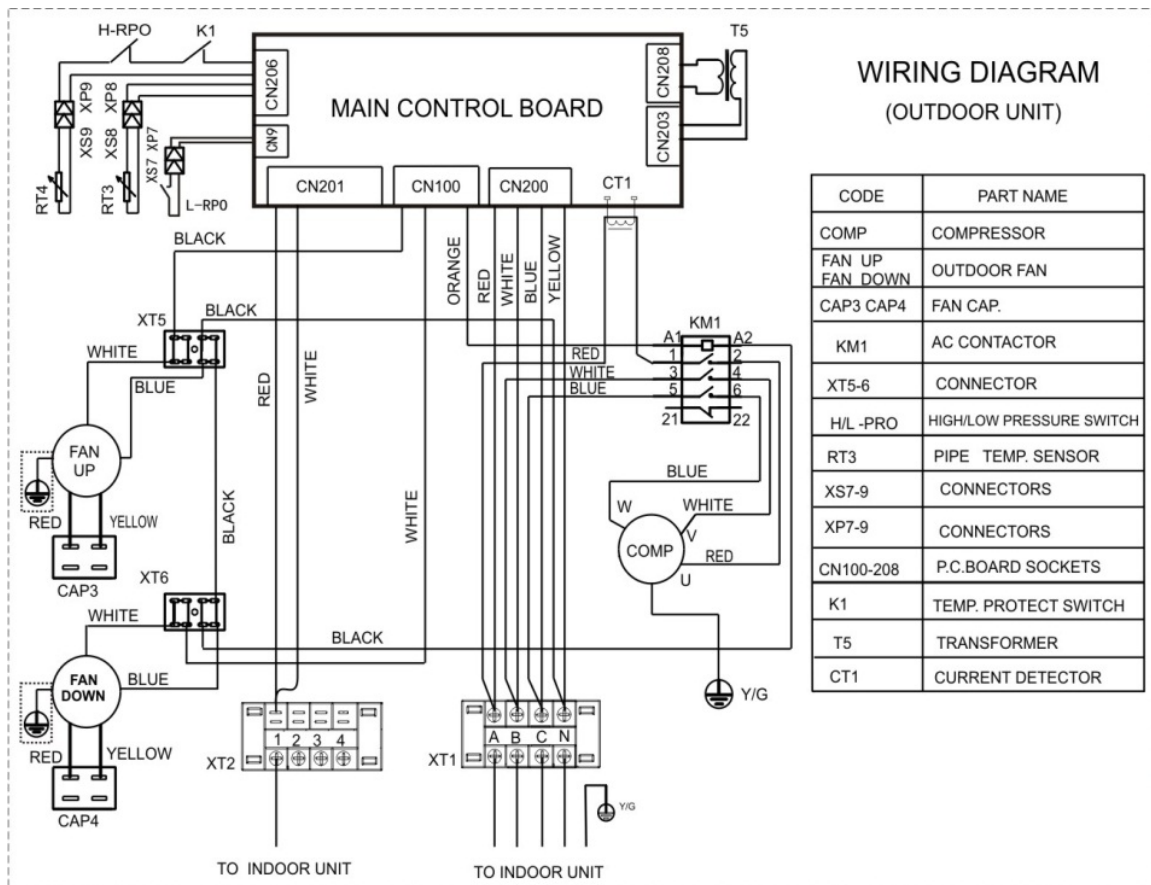 WIRING DIAGRAM
(OUTDOOR UNIT)
H-RPO
K1
T5
CN206
CN208
XP9
XP8
MAIN CONTROL BOARD
CN203
XS9
XS8
XP7
XS7
CN9
RT4
RT3
L-RPO
CN201
CN100
CN200
CT1
BLACK
ORANGE
RED
WHITE
BLUE
YELLOW
XT5
BLACK
WHITE
BLUE
RED
WHITE
KM1
A1
A2
RED
1
2
WHITE
3
4
BLUE
5
6
21
22
FAN
UP
RED
YELLOW
CAP3
BLACK
WHITE
BLUE
W
WHITE
V
COMP
RED
U
XT6
WHITE
BLACK
FAN
DOWN
BLUE
RED
YELLOW
CAP4
Y/G
XT2
1 2 3 4
XT1
A B C N
Y/G
TO INDOOR UNIT
TO INDOOR UNIT
CODE PART NAME
COMP COMPRESSOR
FAN UP
FAN DOWN
OUTDOOR FAN
CAP3 CAP4 FAN CAP.
KM1 AC CONTACTOR
XT5-6 CONNECTOR
H/L -PRO HIGH/LOW PRESSURE SWITCH
RT3 PIPE TEMP. SENSOR
XS7-9 CONNECTORS
XP7-9 CONNECTORS
CN100-208 P.C.BOARD SOCKETS
K1 TEMP. PROTECT SWITCH
T5 TRANSFORMER
CT1 CURRENT DETECTOR